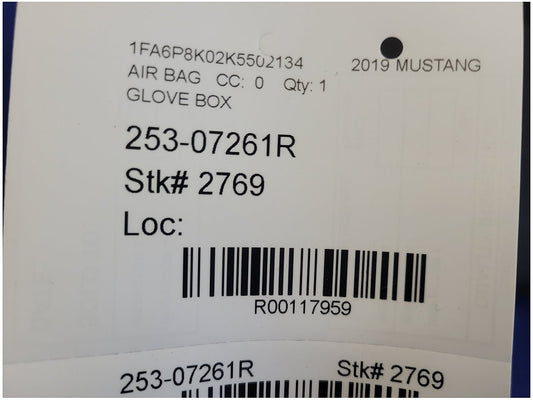 1FA6P8K02K5502134
2019 MUSTANG
AIR BAG CC: 0 Qty: 1
GLOVE BOX
253-07261R
Stk# 2769
Loc:
R00117959
253-07261R Stk# 2769